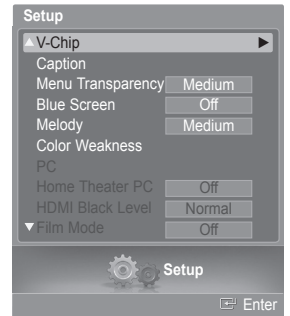 Setup
▲V-Chip ►
Caption
Menu Transparency Medium
Blue Screen Off
Melody Medium
Color Weakness
PC
Home Theater PC Off
HDMI Black Level Normal
▼Film Mode Off
Setup
Enter